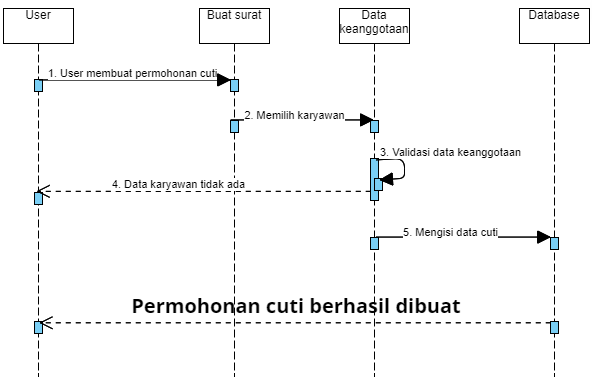 User
Buat surat
Data
keanggotaan
Database
1. User membuat permohonan cuti
2. Memilih karyawan
3. Validasi data keanggotaan
4. Data karyawan tidak ada
5. Mengisi data cuti
Permohonan cuti berhasil dibuat